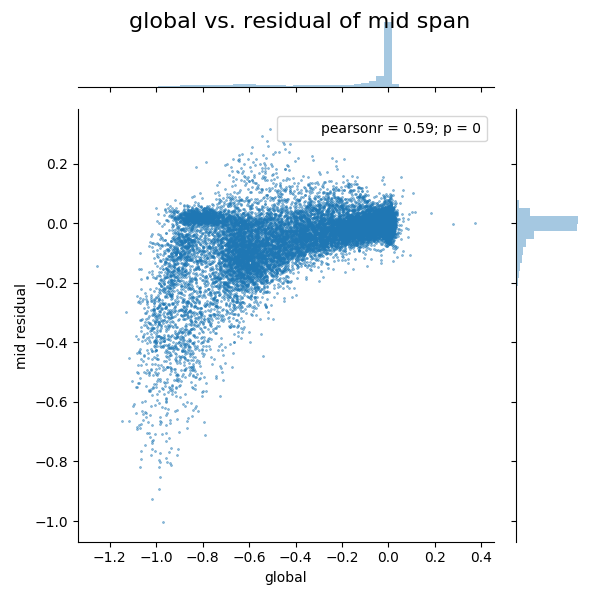 global vs. residual of mid span
pearsonr = 0.59; p = 0
mid residual
0.2
0.0
−0.2
−0.4
−0.6
−0.8
−1.0
−1.2 −1.0 −0.8 −0.6 −0.4 −0.2 0.0 0.2 0.4
global